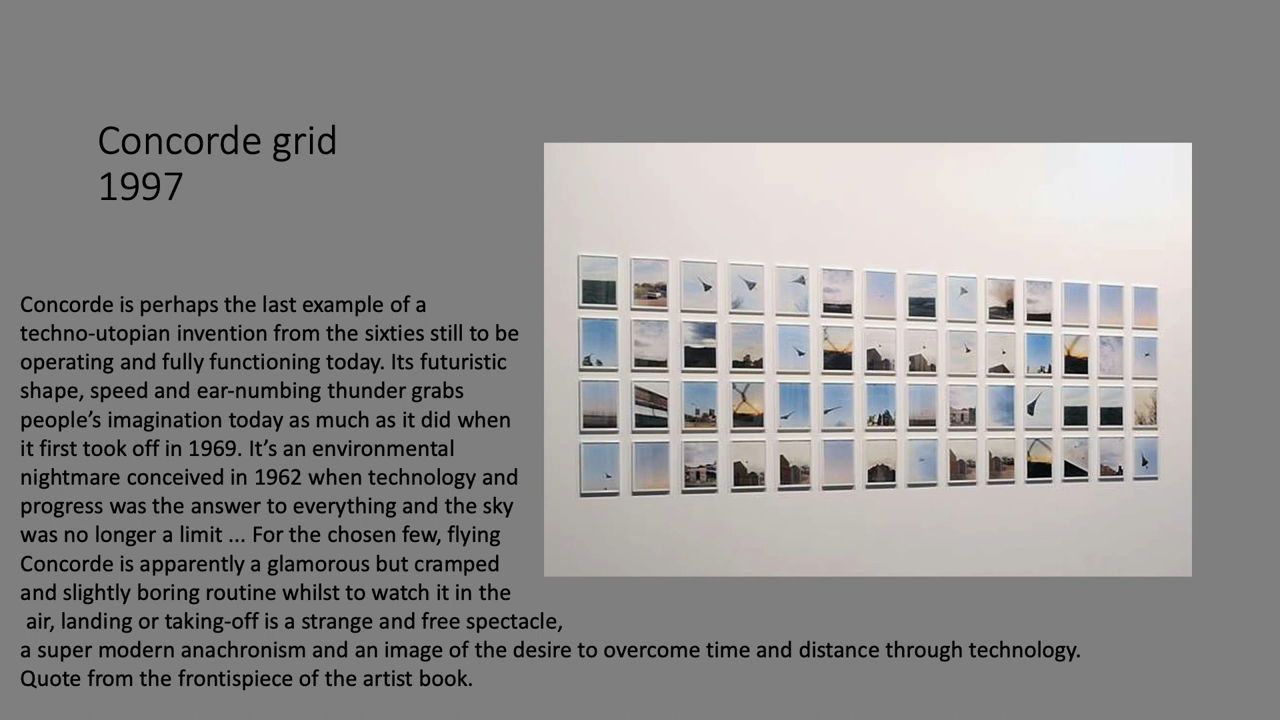 Concorde grid
1997
Concorde is perhaps the last example of a
techno-utopian invention from the sixties still to be
operating and fully functioning today. Its futuristic
shape, speed and ear-numbing thunder grabs
people’s imagination today as much as it did when
it first took off in 1969. It’s an environmental
nightmare conceived in 1962 when technology and
progress was the answer to everything and the sky
was no longer a limit ... For the chosen few, flying
Concorde is apparently a glamorous but cramped
and slightly boring routine whilst to watch it in the
air, landing or taking-off is a strange and free spectacle,
a super modern anachronism and an image of the desire to overcome time and distance through technology.
Quote from the frontispiece of the artist book.